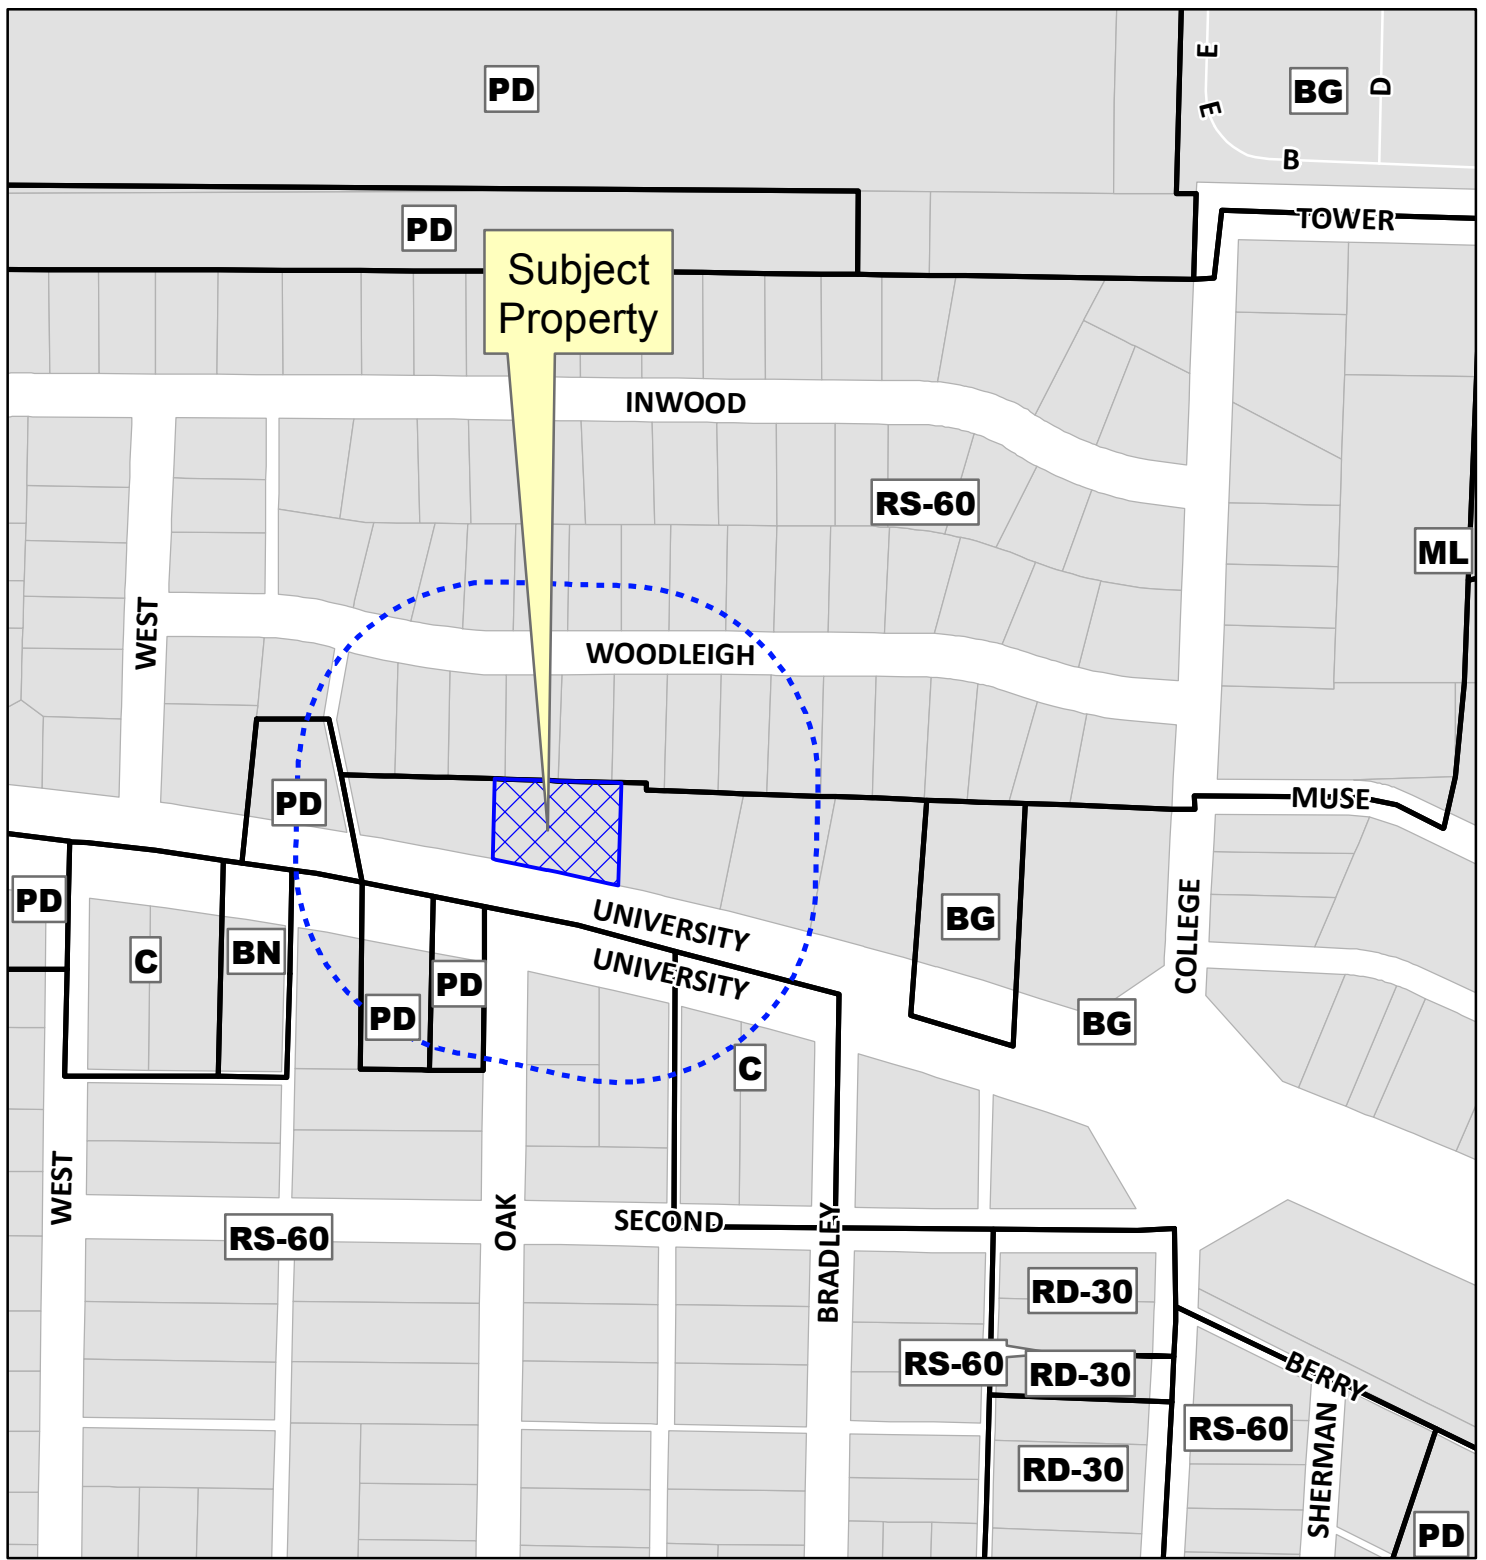 E
E
D
BG
B
PD
PD
TOWER
Subject
Property
INWOOD
RS-60
ML
WEST
WOODLEIGH
PD
MUSE
PD
C
BN
UNIVERSITY
UNIVERSITY
BG
COLLEGE
PD
PD
BG
C
WEST
OAK
SECOND
BRADLEY
RS-60
RD-30
RS-60
RD-30
BERRY
RS-60
SHERMAN
RD-30
PD